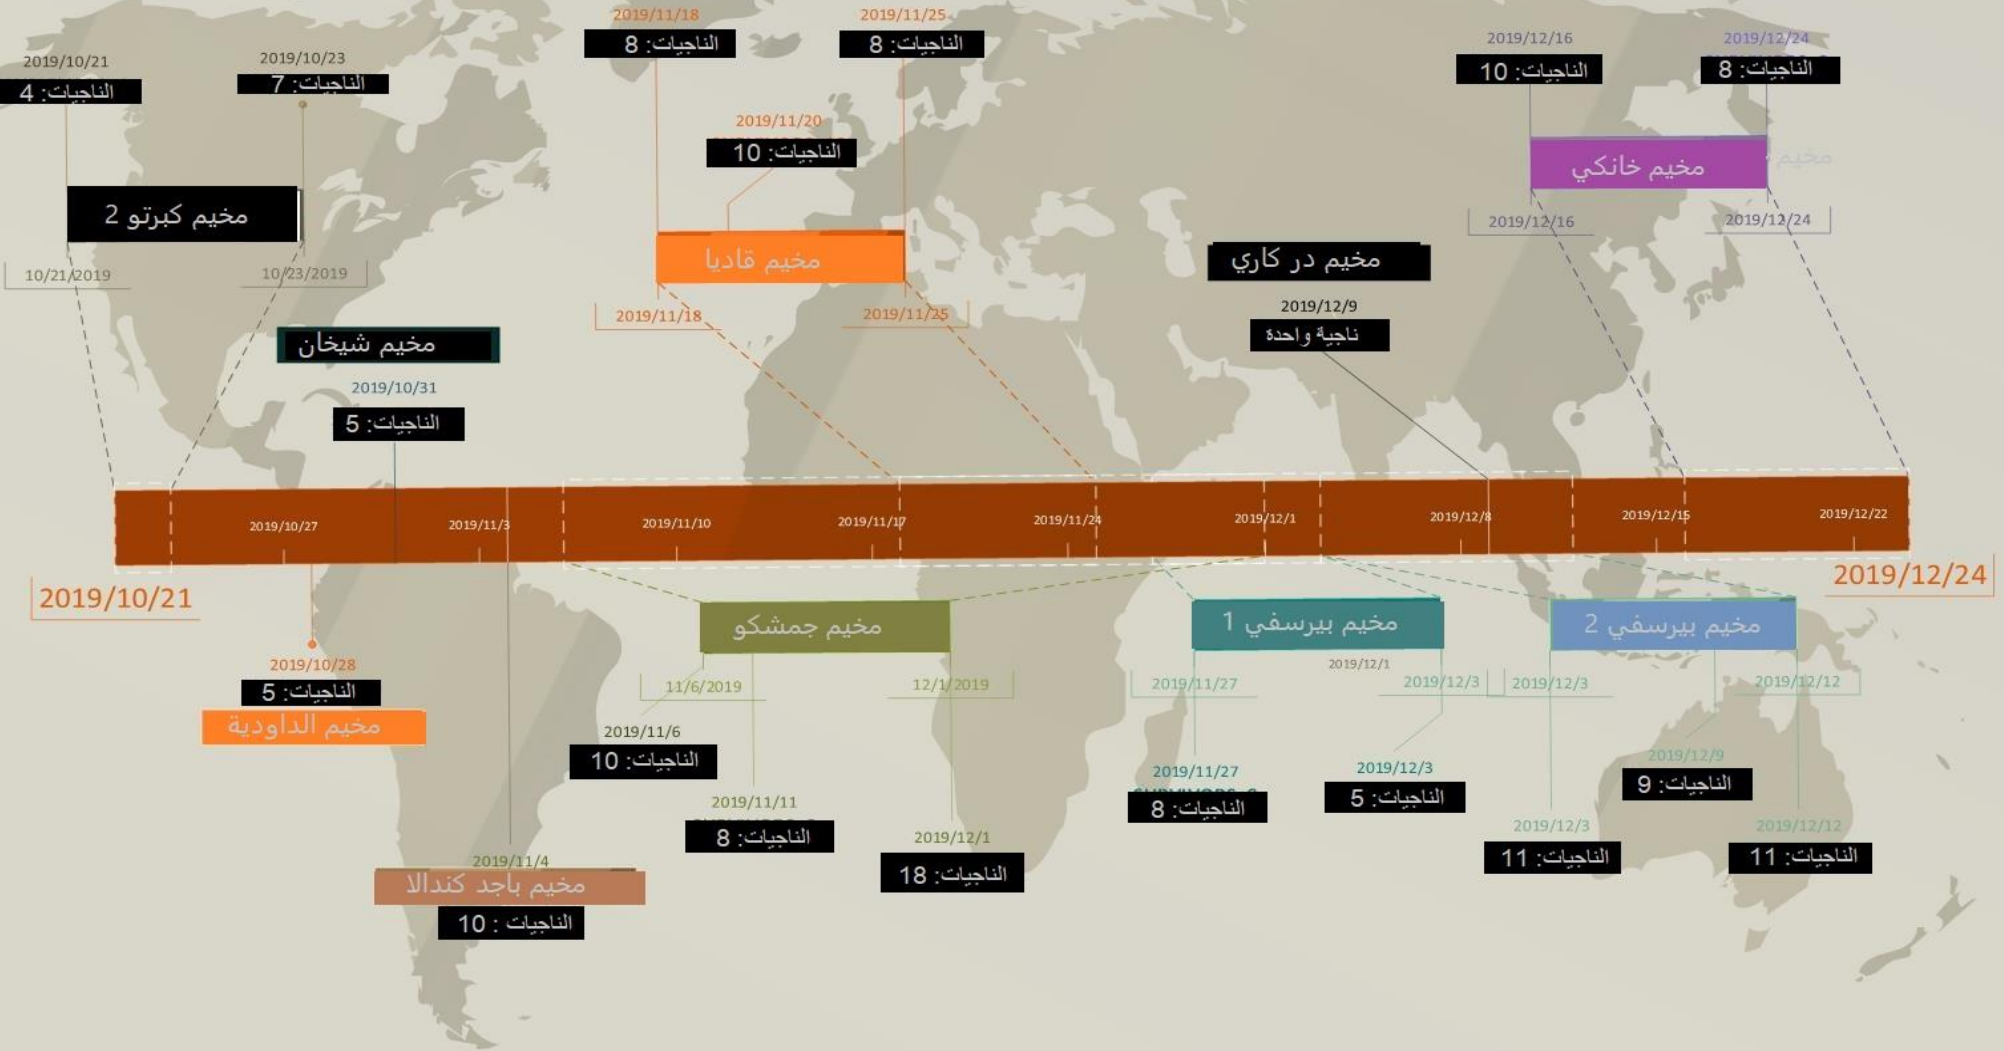 2019/10/21
الناجيات: 4
2019/10/23
الناجيات: 7
مخيم كبرتو 2
10/21/2019
10/23/2019
مخيم شيخان
2019/10/31
الناجيات: 5
2019/11/18
الناجيات: 8
2019/11/25
الناجيات: 8
2019/11/20
الناجيات: 10
مخيم قاديا
2019/11/18
2019/11/25
مخيم در كاري
2019/12/9
ناجية واحدة
2019/12/16
الناجيات: 10
2019/12/24
الناجيات: 8
مخيم خانكي
مخيم
2019/12/16
2019/12/24
2019/10/27
2019/11/3
2019/11/10
2019/11/17
2019/11/24
2019/12/1
2019/12/8
2019/12/15
2019/12/22
2019/10/21
2019/12/24
2019/10/28
الناجيات: 5
مخيم الداودية
2019/11/4
مخيم باجد كندالا
الناجيات : 10
مخيم جمشكو
11/6/2019
12/1/2019
2019/11/6
الناجيات: 10
2019/11/11
الناجيات: 8
2019/12/1
الناجيات: 18
مخيم بيرسفي 1
2019/12/1
2019/11/27
2019/12/3
2019/11/27
الناجيات: 8
2019/12/3
الناجيات: 5
مخيم بيرسفي 2
2019/12/3
2019/12/12
2019/12/9
الناجيات: 9
2019/12/3
الناجيات: 11
2019/12/12
الناجيات: 11